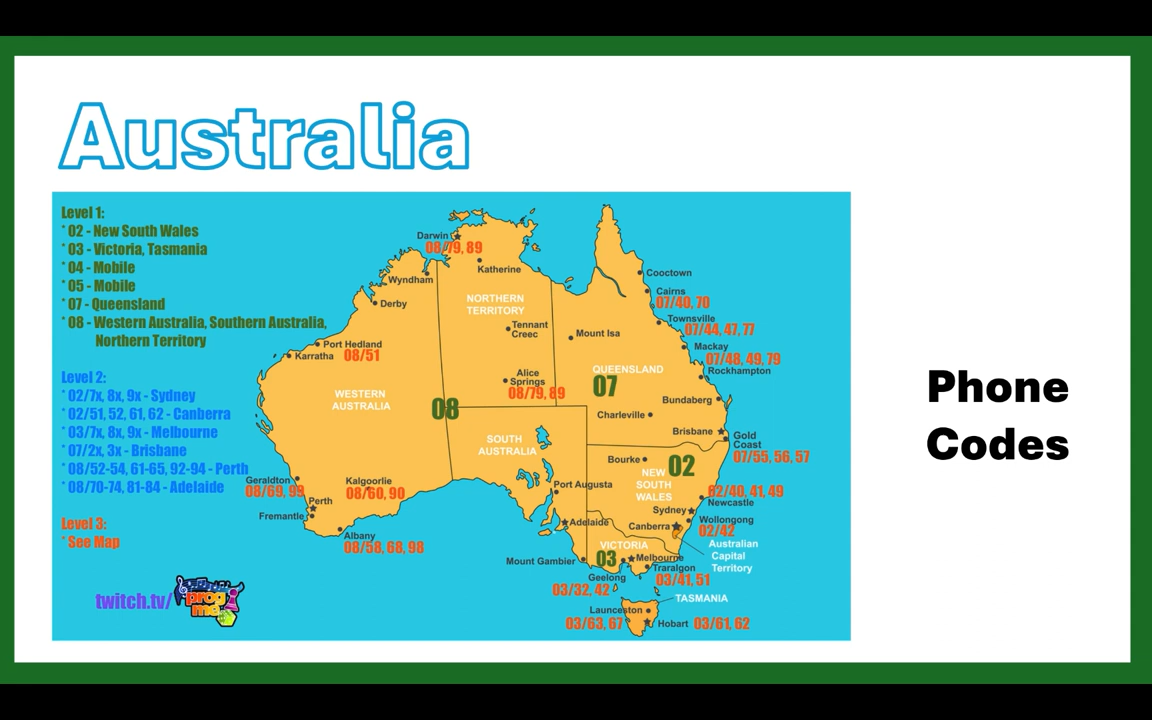 Australia
Level 1:
* 02 - New South Wales
* 03 - Victoria, Tasmania
* 04 - Mobile
* 05 - Mobile
* 07 - Queensland
* 08 - Western Australia, Southern Australia,
Northern Territory
Level 2:
* 02/7x, 8x, 9x - Sydney
* 02/51, 52, 61, 62 - Canberra
* 03/7x, 8x, 9x - Melbourne
* 07/2x, 3x - Brisbane
* 08/52-54, 61-65, 92-94 - Perth
* 08/70-74, 81-84 - Adelaide
Level 3:
* See Map
twitch.tv/
prog
me
Darwin
08/79, 89
Katherine
Wyndham
Derby
NORTHERN
TERRITORY
Tennant
Creec
Port Hedland
Karratha
08/51
Alice
Springs
08/79, 89
WESTERN
AUSTRALIA
08
SOUTH
AUSTRALIA
Geraldton
08/69, 99
Kalgoorlie
08/60, 90
Perth
Fremantle
Albany
08/58, 68, 98
Cooctown
Cairns
07/40, 70
Townsville
07/44, 47, 77
Mount Isa
Mackay
07/48, 49, 79
Rockhampton
QUEENSLAND
07
Bundaberg
Charleville
Brisbane
Gold
Coast
07/55, 56, 57
Bourke
02
NEW
SOUTH
WALES
Port Augusta
02/40, 41, 49
Newcastle
Sydney
Wollongong
02/42
Adelaide
Canberra
Australian
Capital
Territory
VICTORIA
03
Melbourne
Mount Gambier
Traralgon
03/41, 51
Geelong
03/32, 42
TASMANIA
Launceston
03/63, 67
Hobart
03/61, 62
Phone
Codes